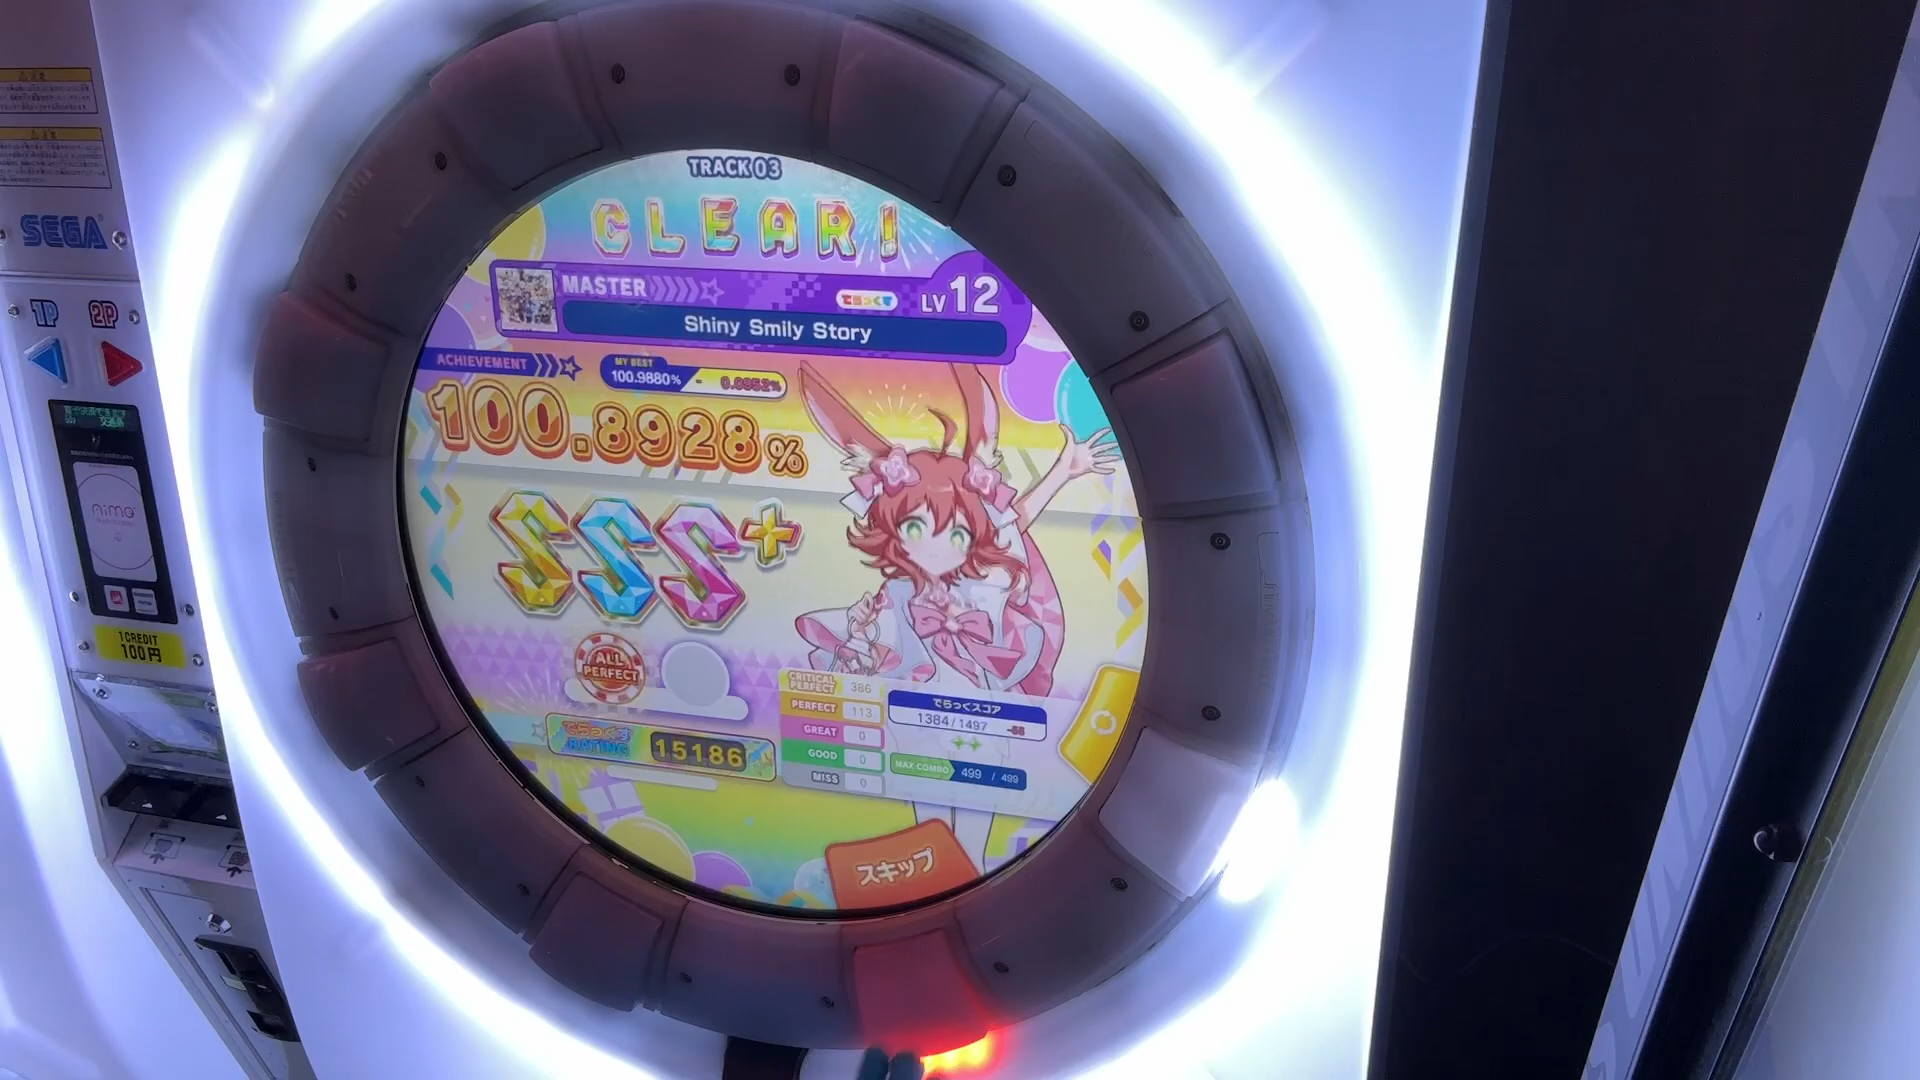 TRACK 03
CLEAR!
MASTER
でらっくす
LV 12
Shiny Smily Story
ACHIEVEMENT
MY BEST
100.9880%
- 0.0952%
100.8928%
SSS+
ALL PERFECT
でらっくす
RATING
15186
CRITICAL PERFECT 386
PERFECT 113
GREAT 0
GOOD 0
MISS 0
でらっくスコア
1384/1497
MAX COMBO 499 / 499
スキップ
SEGA
1P 2P
aime
1CREDIT
100円